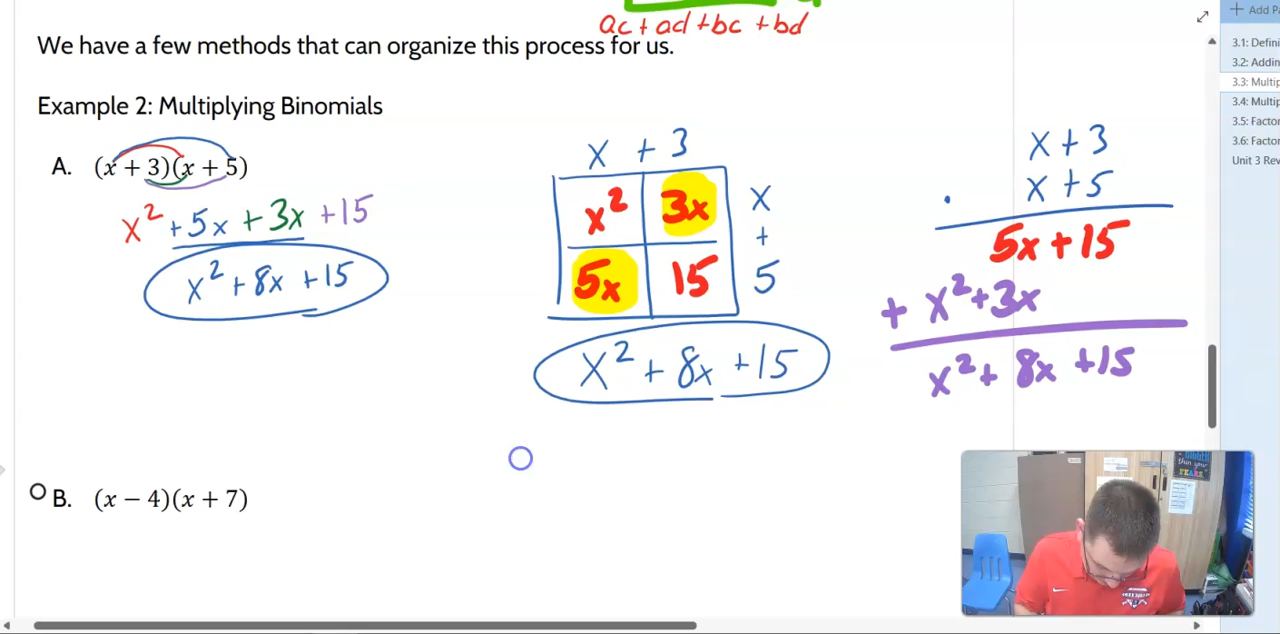 ac + ad + bc + bd
We have a few methods that can organize this process for us.
Example 2: Multiplying Binomials
A. (x + 3)(x + 5)
x² + 5x + 3x + 15
x² + 8x + 15
x + 3
x² 3x x
+
5x 15 5
x² + 8x + 15
x + 3
· x + 5
5x + 15
+ x² + 3x
x² + 8x + 15
B. (x − 4)(x + 7)
+ Add P
3.1: Defini
3.2: Addin
3.3: Multip
3.4: Multip
3.5: Factor
3.6: Factor
Unit 3 Rev